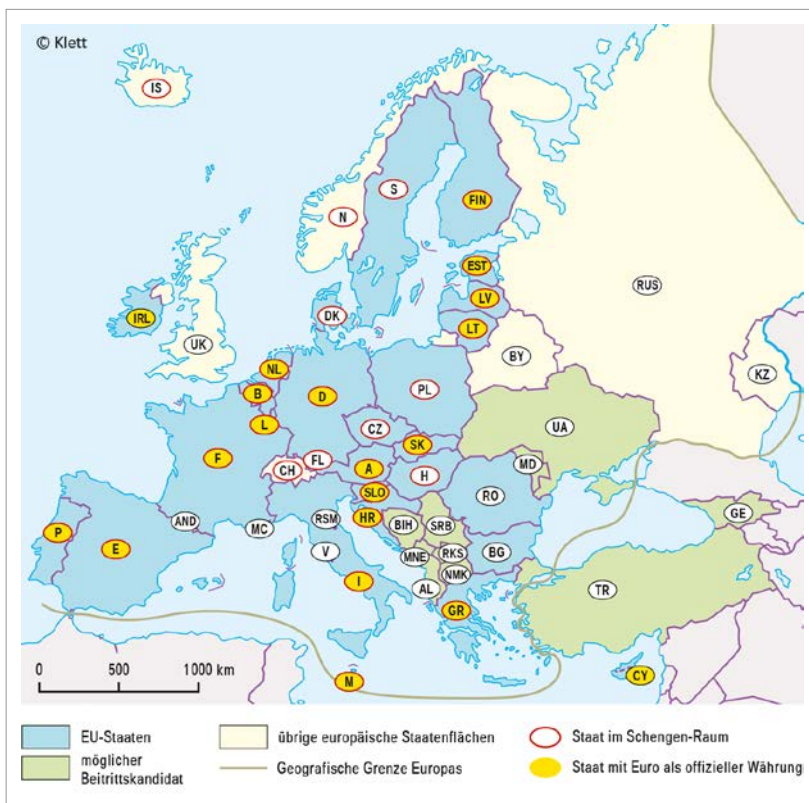 © Klett
IS
S
FIN
N
EST
RUS
LV
IRL
DK
LT
UK
BY
NL
KZ
B
D
PL
L
CZ
UA
SK
F
FL
CH
A
MD
H
RO
SLO
GE
HR
AND
MC
RSM
BIH
SRB
P
E
V
MNE
RKS
BG
NMK
I
AL
TR
GR
CY
M
0 500 1000 km
EU-Staaten
möglicher
Beitrittskandidat
übrige europäische Staatenflächen
Geografische Grenze Europas
Staat im Schengen-Raum
Staat mit Euro als offizieller Währung